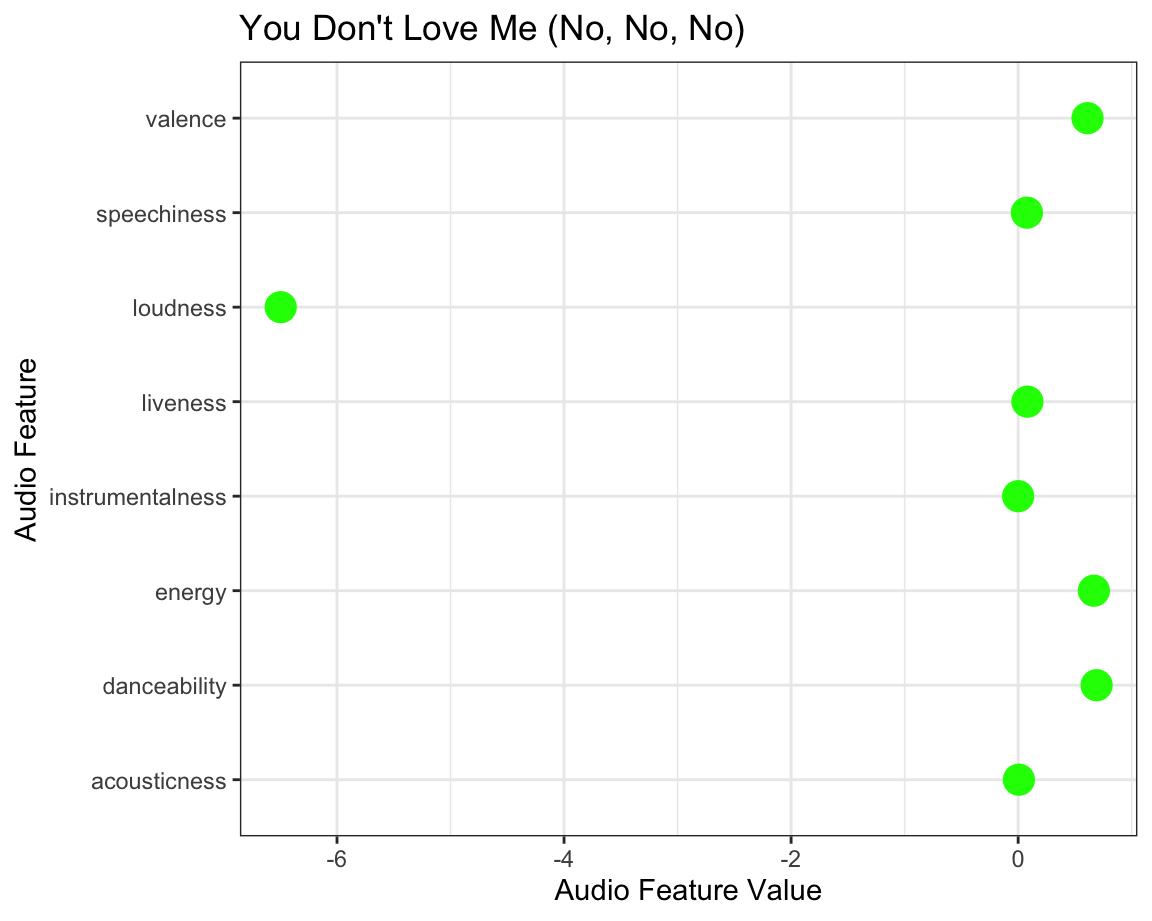 You Don't Love Me (No, No, No)
valence
speechiness
loudness
liveness
instrumentalness
energy
danceability
acousticness
Audio Feature
-6 -4 -2 0
Audio Feature Value